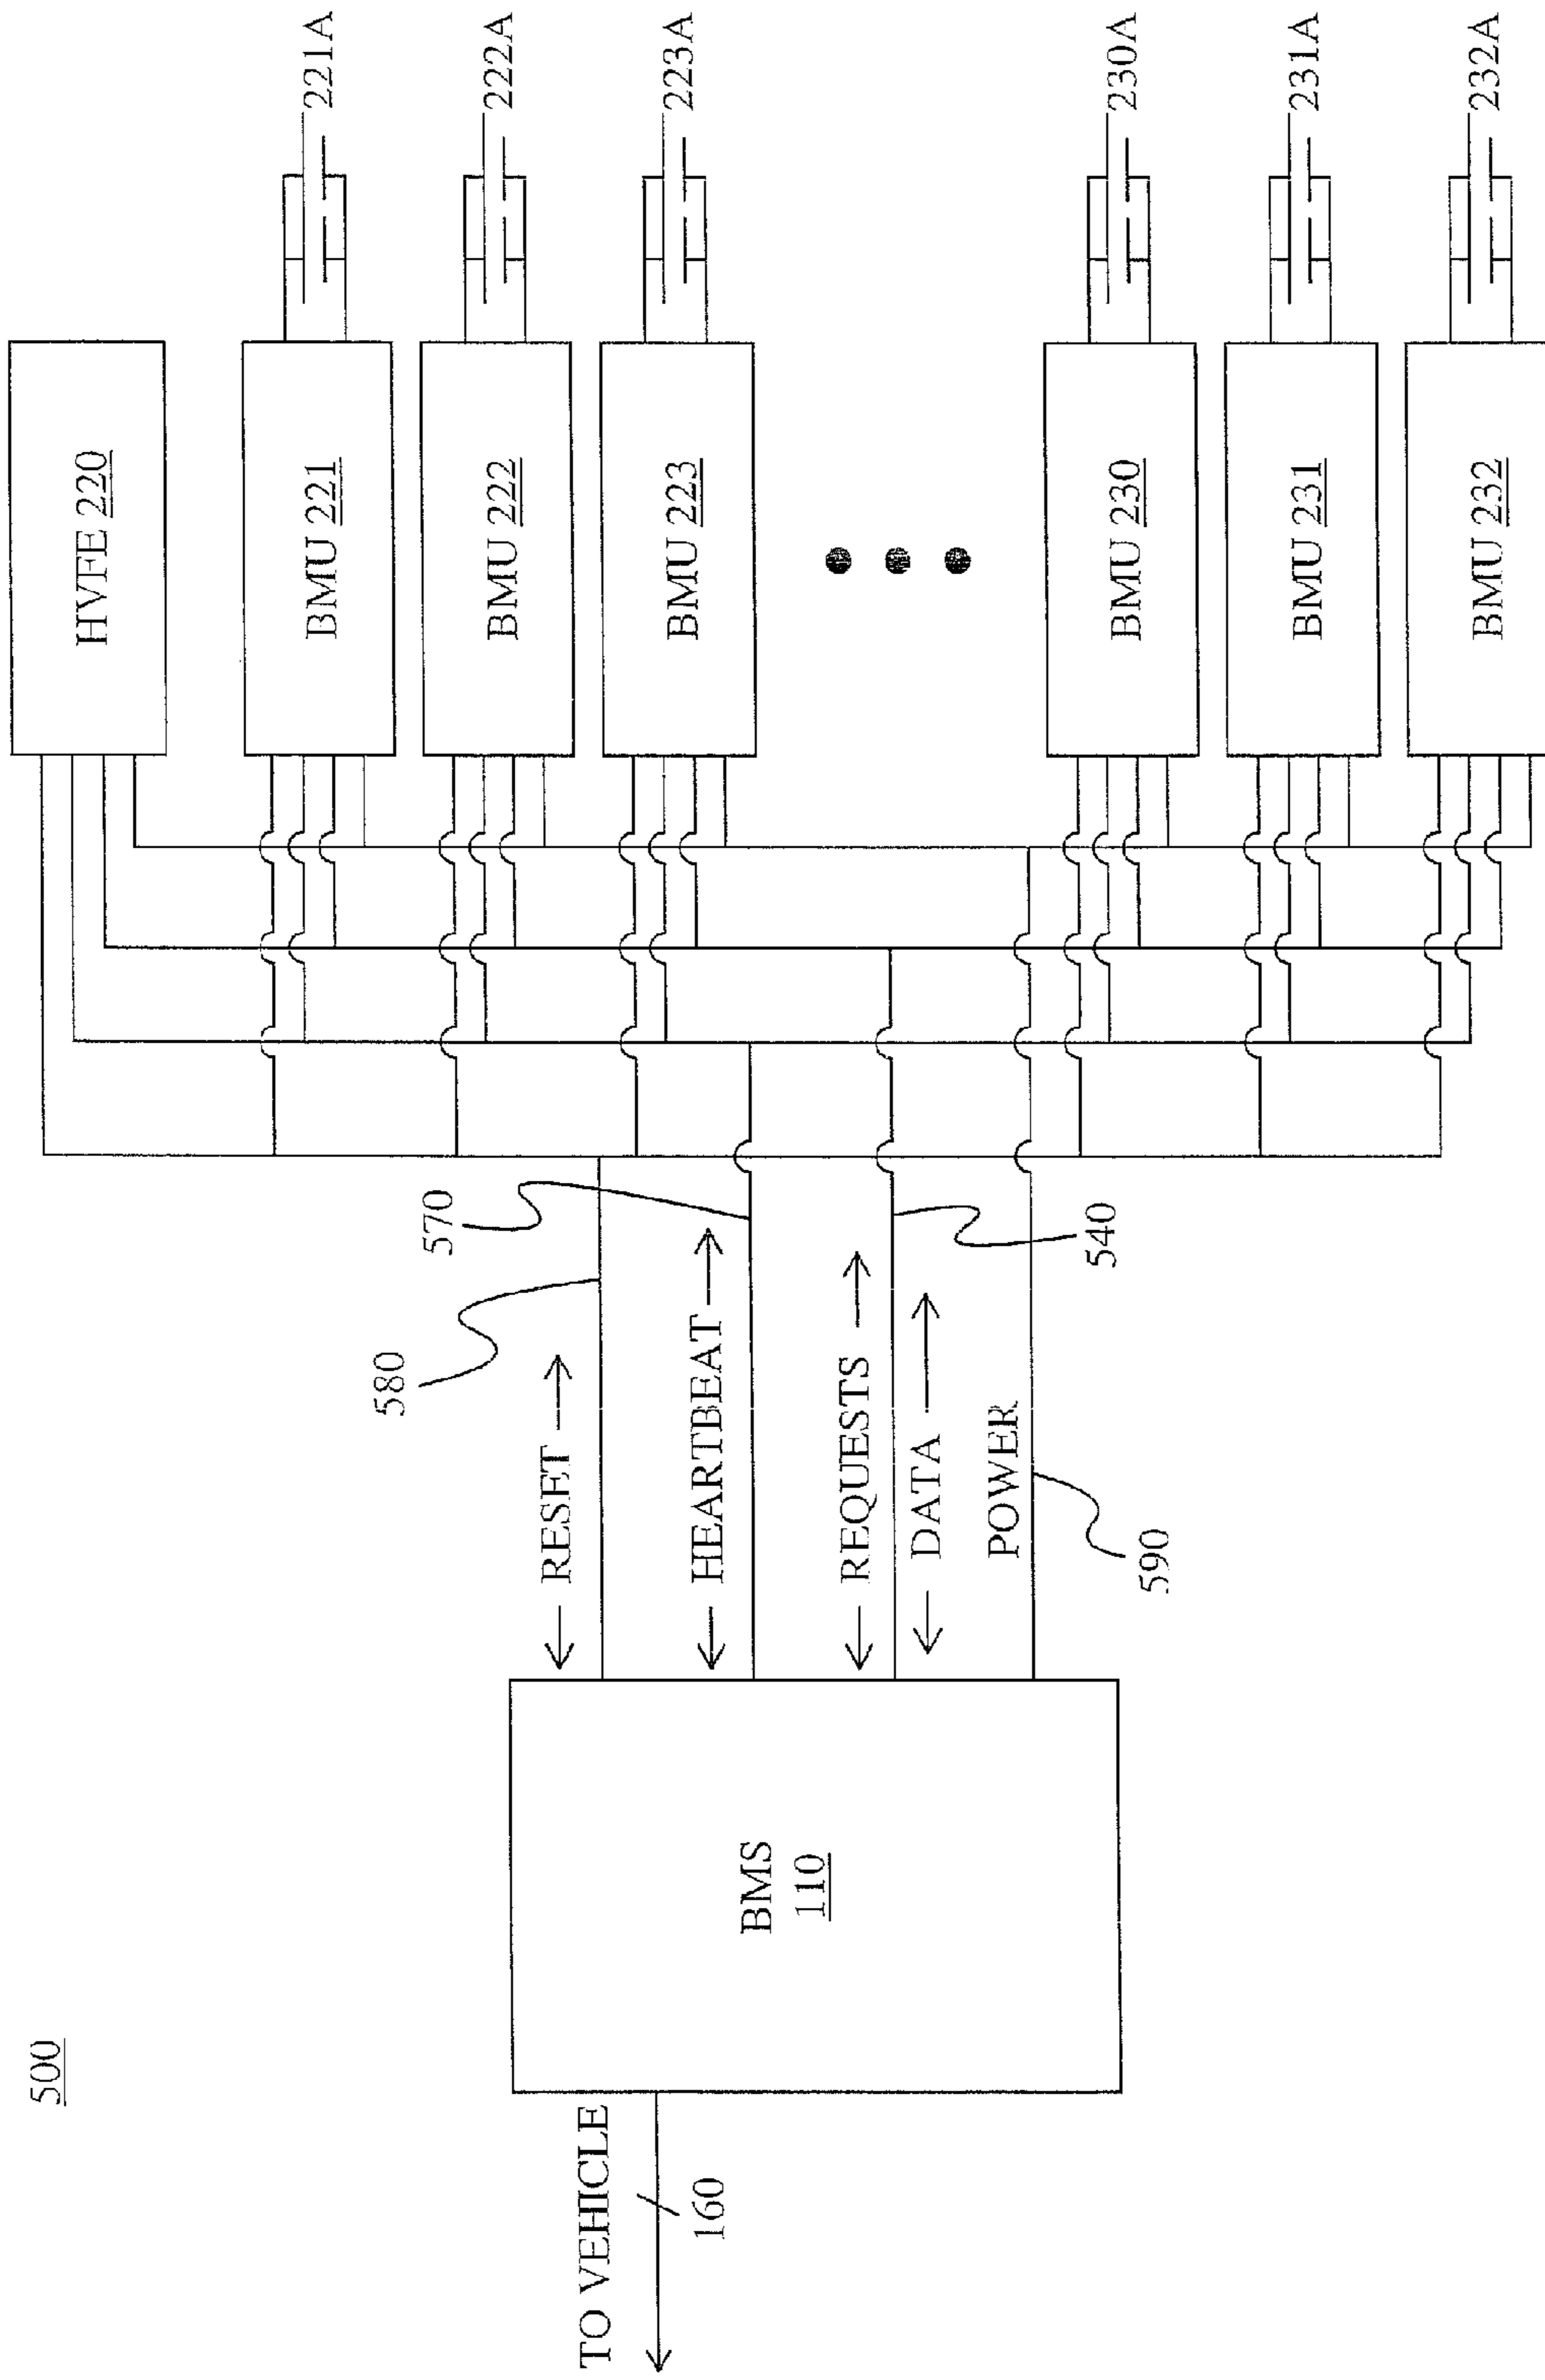 500
TO VEHICLE
160
BMS
110
← RESET →
580
← HEARTBEAT →
570
← REQUESTS →
← DATA →
540
POWER
590
HVFE 220
BMU 221
221A
BMU 222
222A
BMU 223
223A
BMU 230
230A
BMU 231
231A
BMU 232
232A